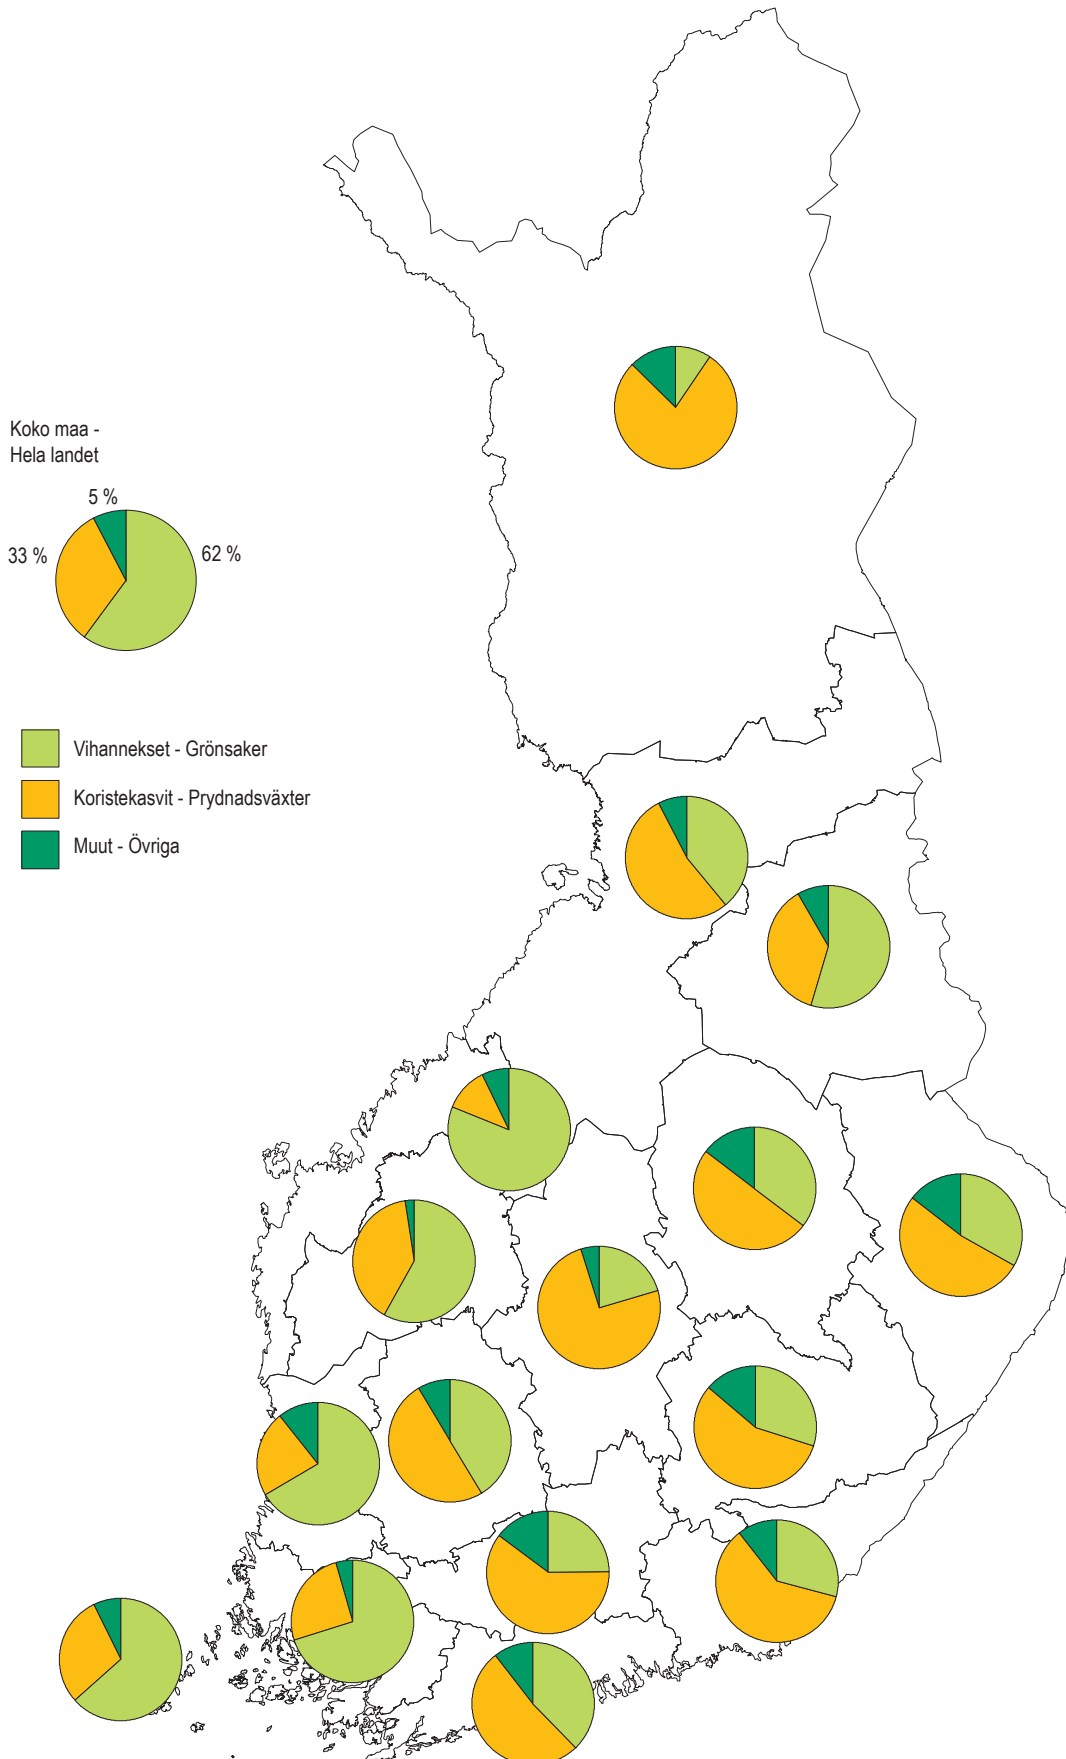 Koko maa -
Hela landet
5 %
33 %
62 %
Vihannekset - Grönsaker
Koristekasvit - Prydnadsväxter
Muut - Övriga